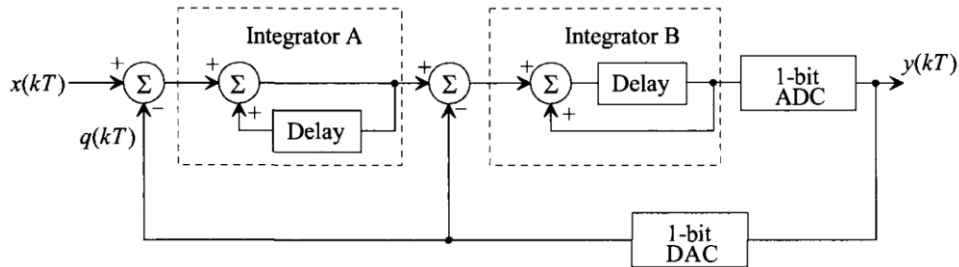 Integrator A
Integrator B
+
+
+
+
+
x(kT)
Σ
Σ
Σ
Σ
Delay
1-bit
ADC
y(kT)
−
+
−
+
q(kT)
Delay
1-bit
DAC